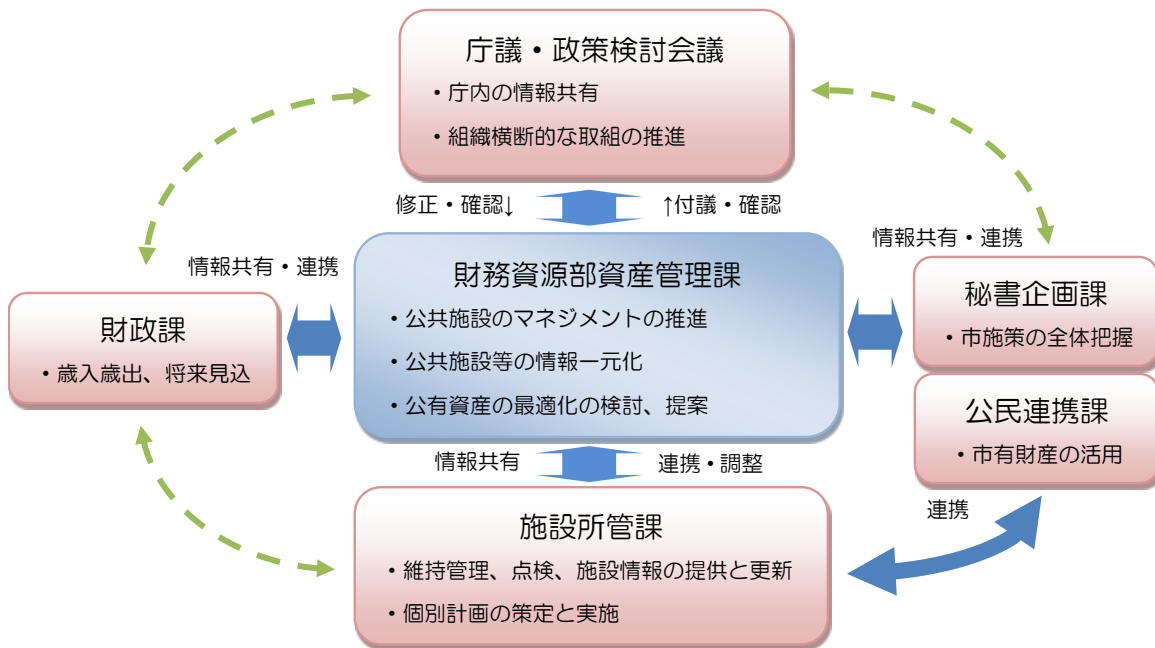 庁議・政策検討会議
・庁内の情報共有
・組織横断的な取組の推進
修正・確認↓
↑付議・確認
情報共有・連携
情報共有・連携
財務資源部資産管理課
・公共施設のマネジメントの推進
・公共施設等の情報一元化
・公有資産の最適化の検討、提案
財政課
・歳入歳出、将来見込
秘書企画課
・市施策の全体把握
公民連携課
・市有財産の活用
情報共有
連携・調整
連携
施設所管課
・維持管理、点検、施設情報の提供と更新
・個別計画の策定と実施